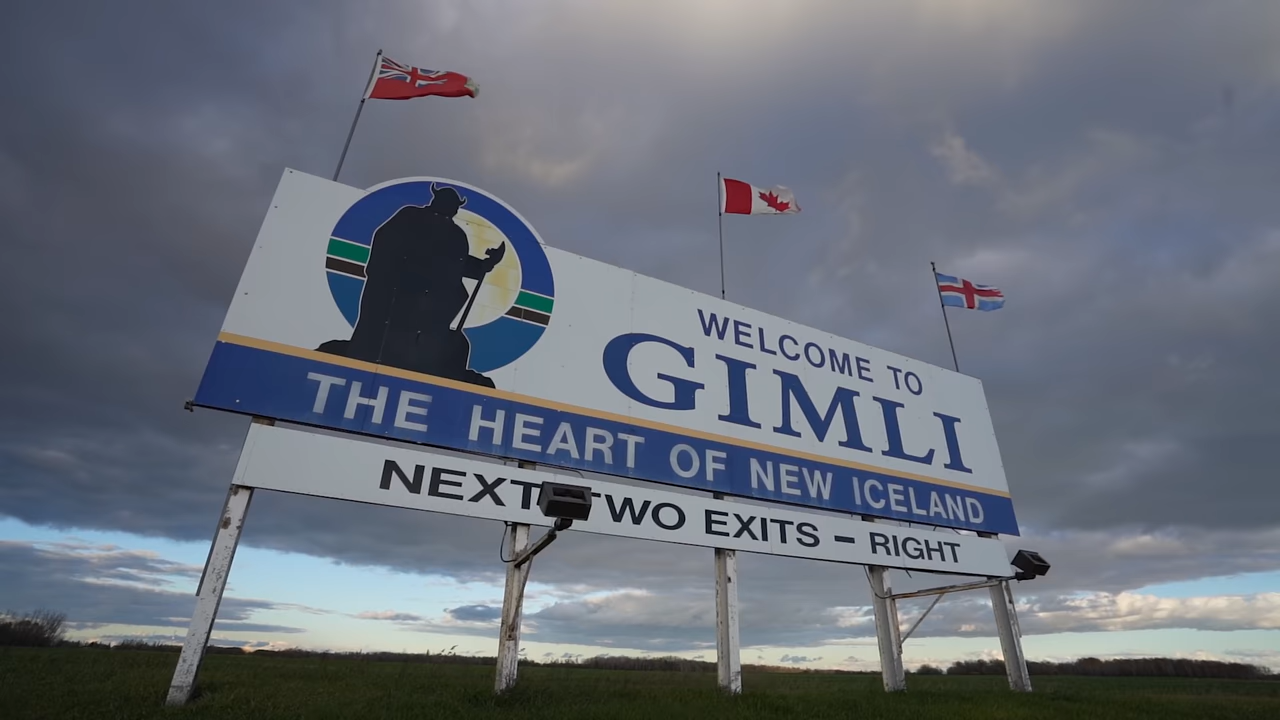 WELCOME TO
GIMLI
THE HEART OF NEW ICELAND
NEXT TWO EXITS – RIGHT